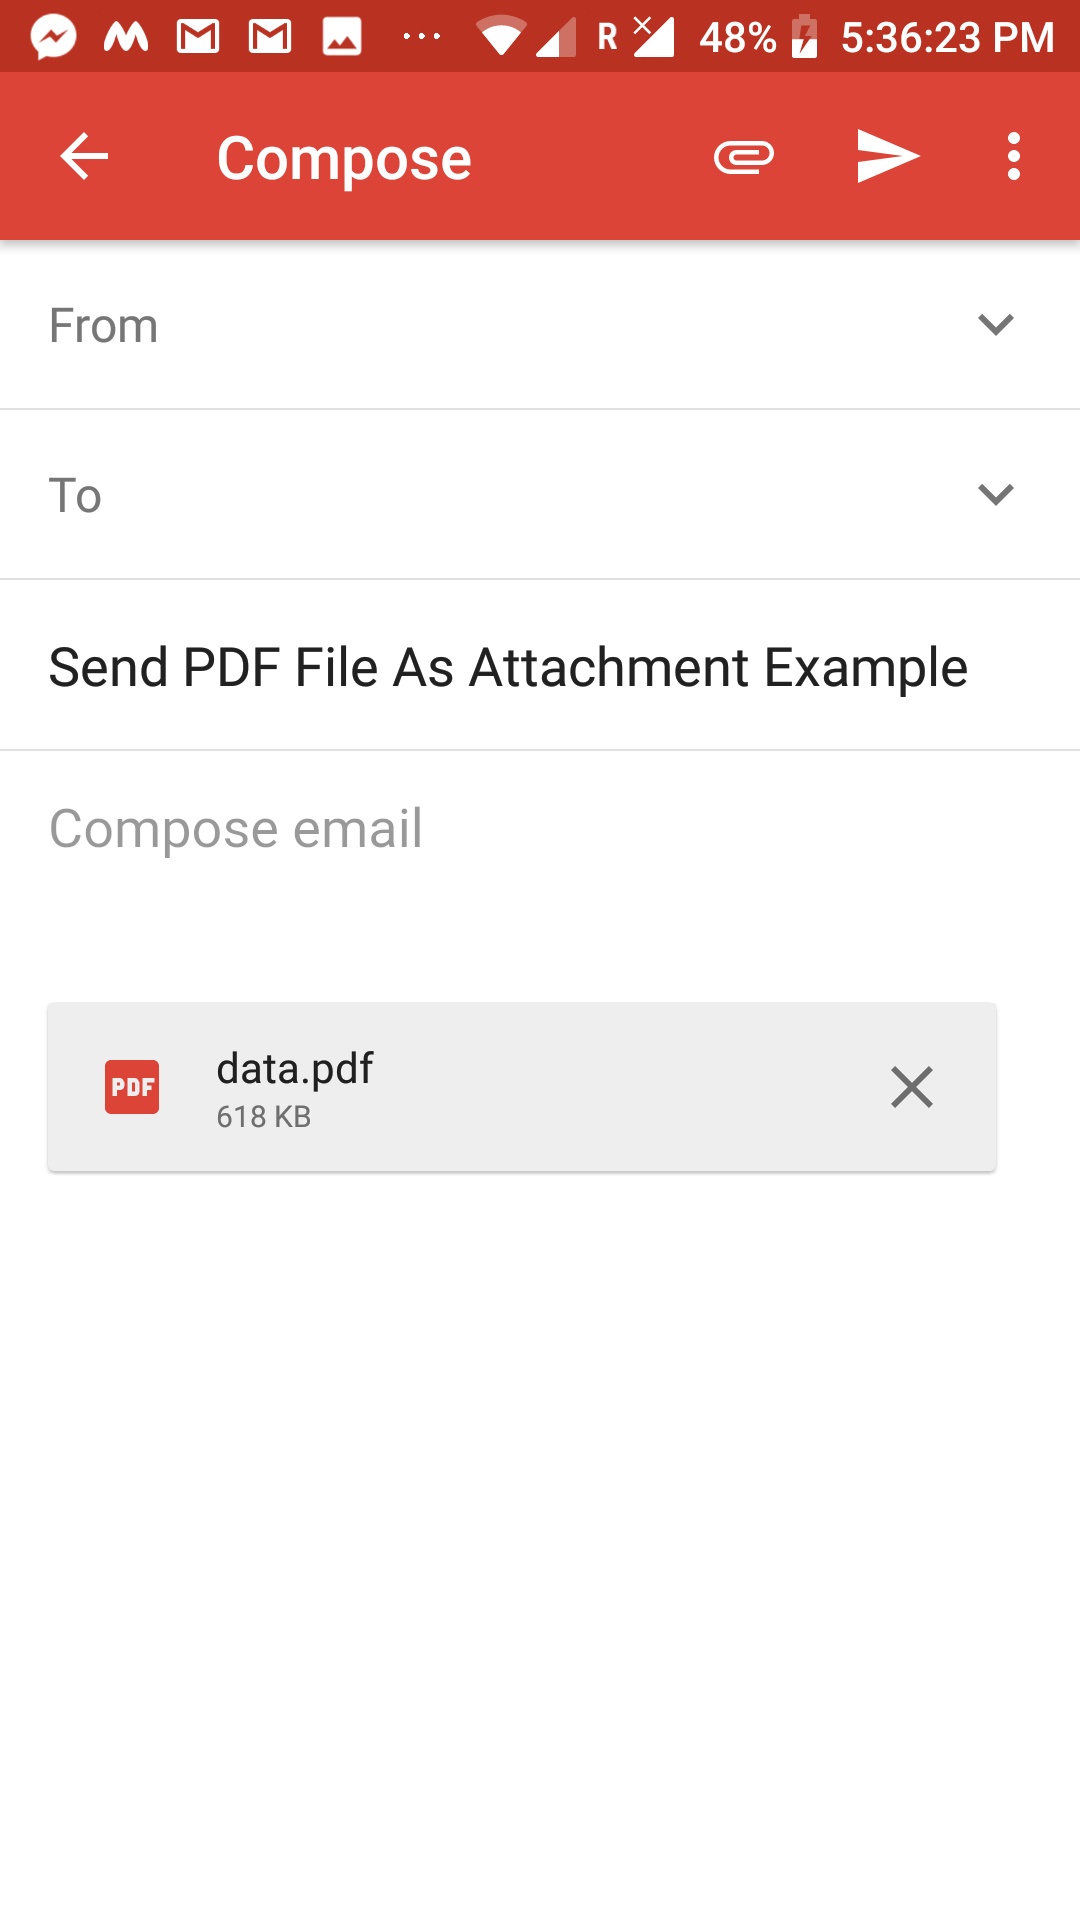 R 48% 5:36:23 PM
Compose
From
To
Send PDF File As Attachment Example
Compose email
data.pdf
PDF
618 KB